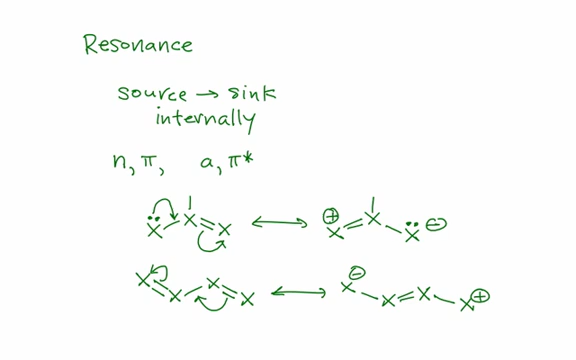 Resonance
source → sink
internally
n, π, a, π*
Ẍ–X=X ↔ ⊕X=X–Ẍ⊖
X=X–X=X ↔ X⊖–X=X–X⊕